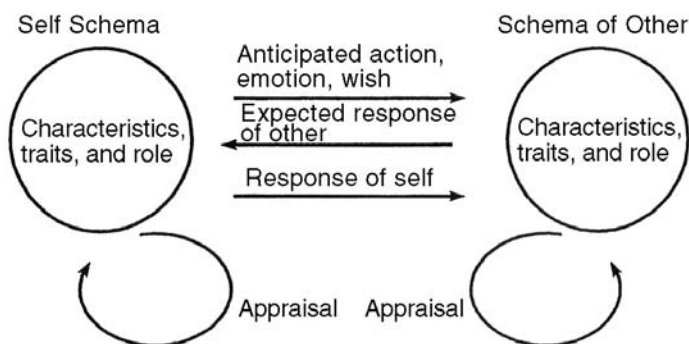 Self Schema
Schema of Other
Anticipated action,
emotion, wish
Expected response
of other
Response of self
Characteristics,
traits, and role
Characteristics,
traits, and role
Appraisal
Appraisal